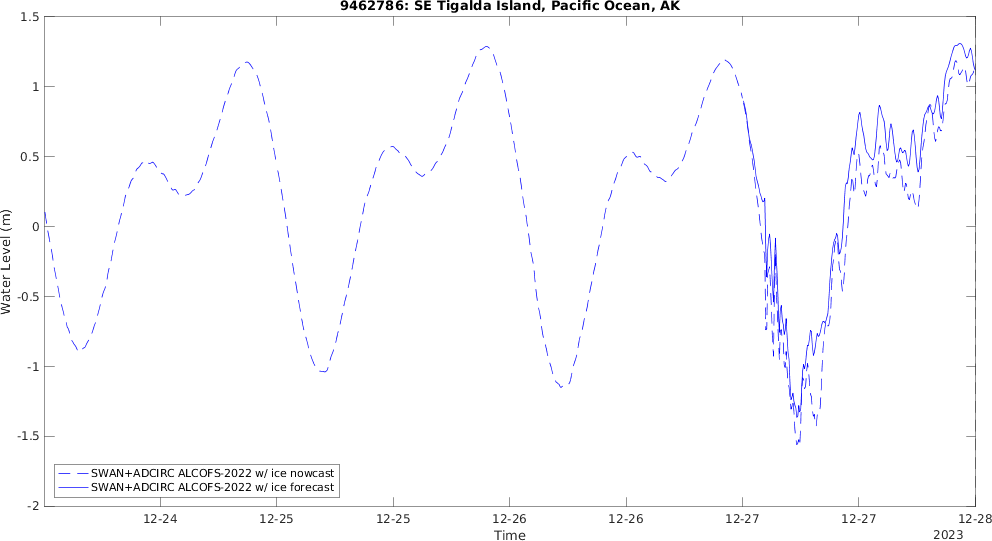 9462786: SE Tigalda Island, Pacific Ocean, AK
1.5
1
0.5
0
-0.5
-1
-1.5
-2
Water Level (m)
SWAN+ADCIRC ALCOFS-2022 w/ ice nowcast
SWAN+ADCIRC ALCOFS-2022 w/ ice forecast
12-24 12-25 12-25 12-26 12-26 12-27 12-27 12-28
Time
2023